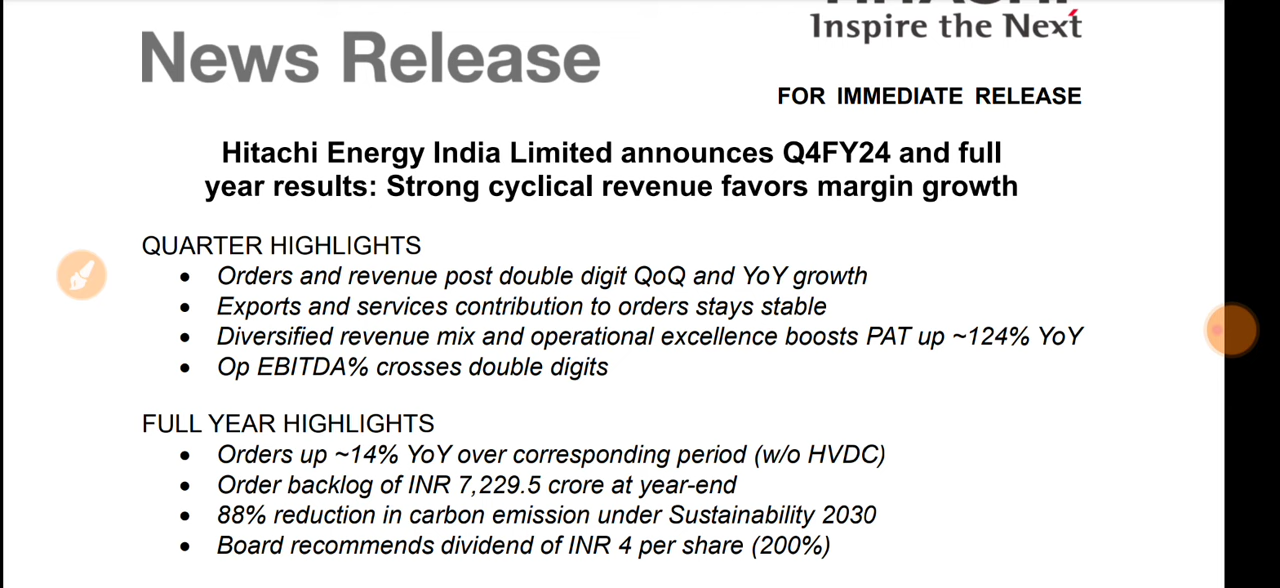 Inspire the Next
News Release
FOR IMMEDIATE RELEASE
Hitachi Energy India Limited announces Q4FY24 and full
year results: Strong cyclical revenue favors margin growth
QUARTER HIGHLIGHTS
• Orders and revenue post double digit QoQ and YoY growth
• Exports and services contribution to orders stays stable
• Diversified revenue mix and operational excellence boosts PAT up ~124% YoY
• Op EBITDA% crosses double digits
FULL YEAR HIGHLIGHTS
• Orders up ~14% YoY over corresponding period (w/o HVDC)
• Order backlog of INR 7,229.5 crore at year-end
• 88% reduction in carbon emission under Sustainability 2030
• Board recommends dividend of INR 4 per share (200%)